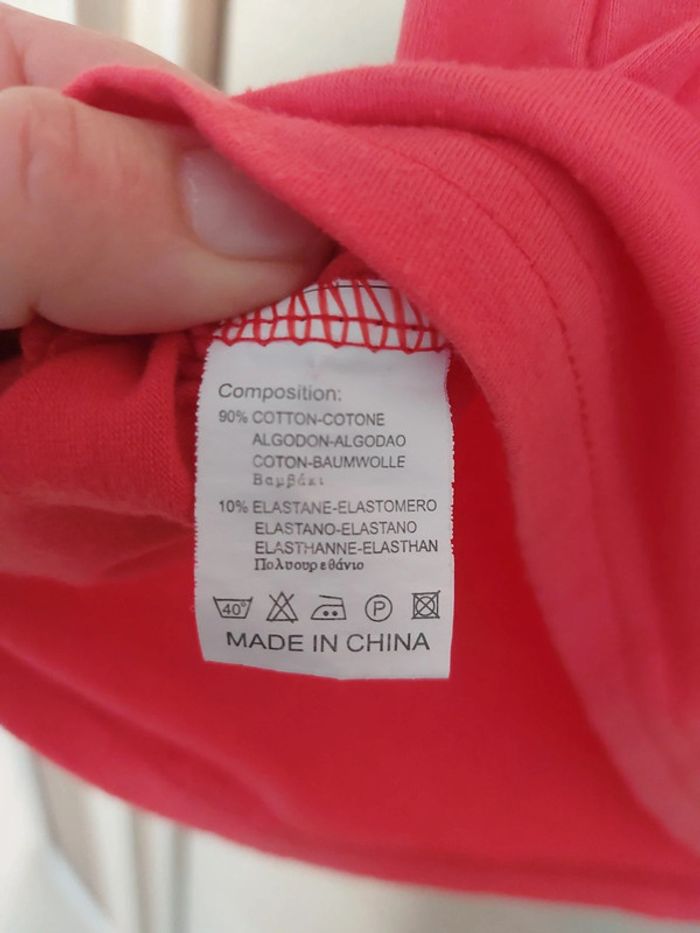 Composition:
90% COTTON-COTONE
ALGODON-ALGODAO
COTON-BAUMWOLLE
Βαμβάκι
10% ELASTANE-ELASTOMERO
ELASTANO-ELASTANO
ELASTHANNE-ELASTHAN
Πολυουρεθάνιο
40° P
MADE IN CHINA